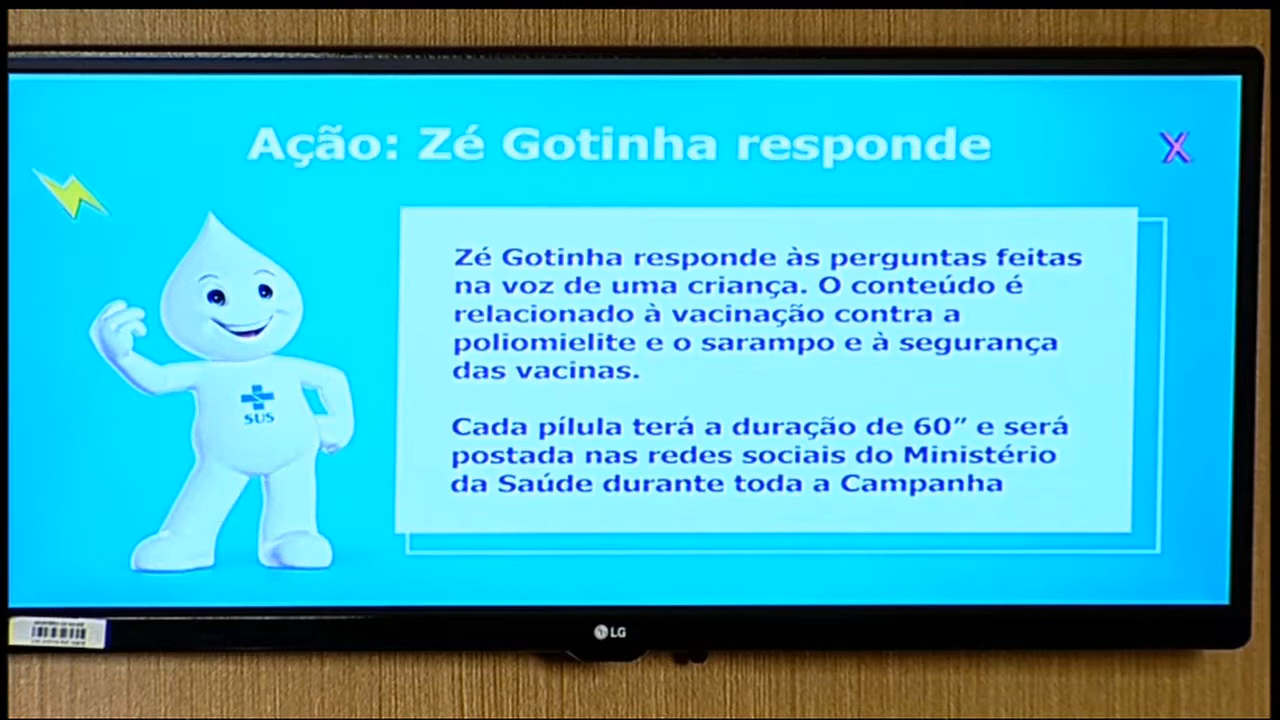 Ação: Zé Gotinha responde
X
Zé Gotinha responde às perguntas feitas
na voz de uma criança. O conteúdo é
relacionado à vacinação contra a
poliomielite e o sarampo e à segurança
das vacinas.
Cada pílula terá a duração de 60” e será
postada nas redes sociais do Ministério
da Saúde durante toda a Campanha
SUS
LG